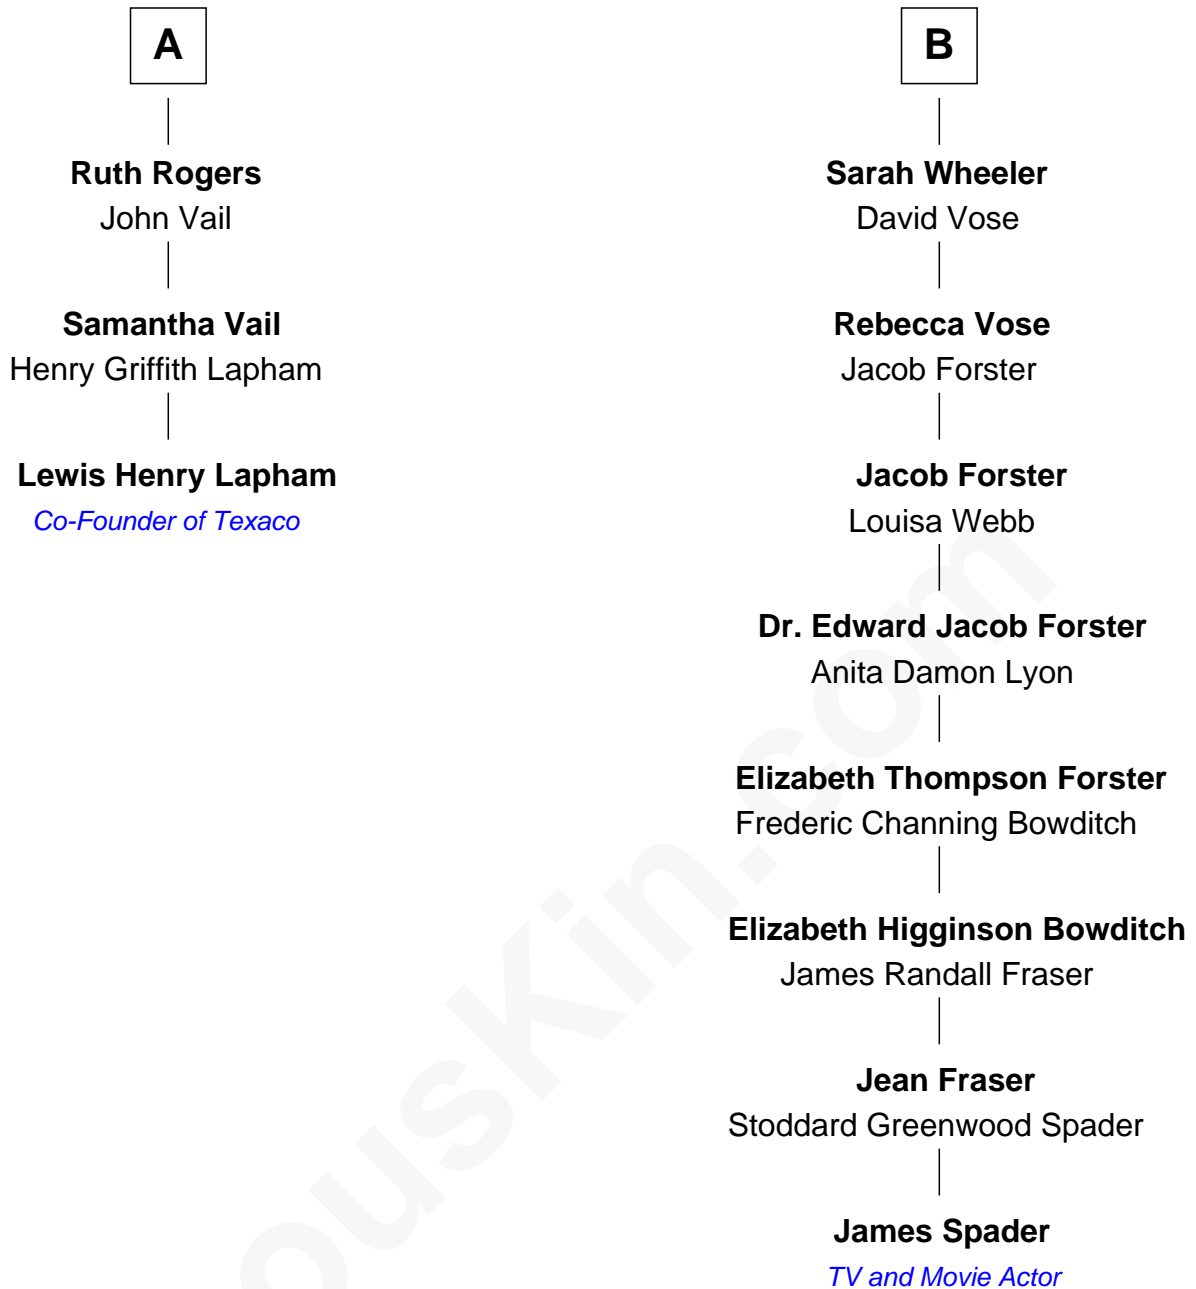 A
Ruth Rogers
John Vail
Samantha Vail
Henry Griffith Lapham
Lewis Henry Lapham
Co-Founder of Texaco
B
Sarah Wheeler
David Vose
Rebecca Vose
Jacob Forster
Jacob Forster
Louisa Webb
Dr. Edward Jacob Forster
Anita Damon Lyon
Elizabeth Thompson Forster
Frederic Channing Bowditch
Elizabeth Higginson Bowditch
James Randall Fraser
Jean Fraser
Stoddard Greenwood Spader
James Spader
TV and Movie Actor
ousKin.com